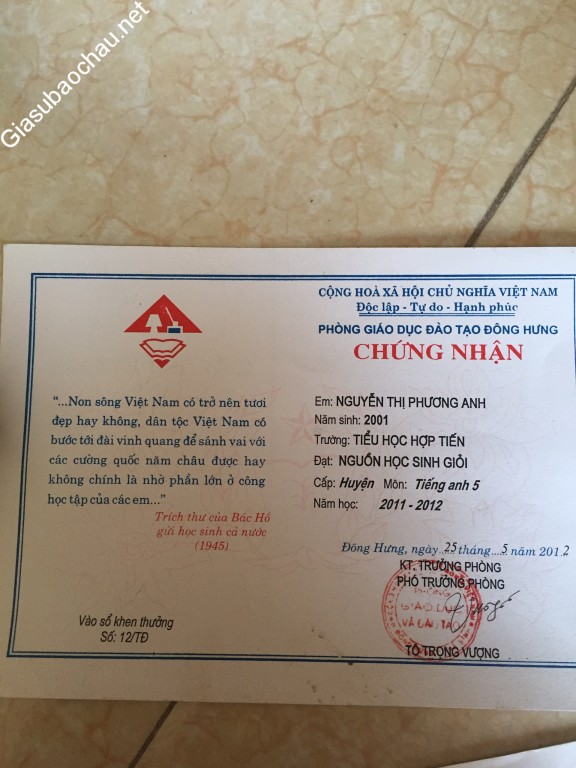 Giasubaochau.net
"...Non sông Việt Nam có trở nên tươi
đẹp hay không, dân tộc Việt Nam có
bước tới đài vinh quang để sánh vai với
các cường quốc năm châu được hay
không chính là nhờ phần lớn ở công
học tập của các em..."
Trích thư của Bác Hồ
gửi học sinh cả nước
(1945)
Vào sổ khen thưởng
Số: 12/TĐ
CỘNG HOÀ XÃ HỘI CHỦ NGHĨA VIỆT NAM
Độc lập - Tự do - Hạnh phúc
PHÒNG GIÁO DỤC ĐÀO TẠO ĐÔNG HƯNG
CHỨNG NHẬN
Em: NGUYỄN THỊ PHƯƠNG ANH
Năm sinh: 2001
Trường: TIỂU HỌC HỢP TIẾN
Đạt: NGUỒN HỌC SINH GIỎI
Cấp: Huyện Môn: Tiếng anh 5
Năm học: 2011 - 2012
Đông Hưng, ngày 25 tháng 5 năm 2012
KT. TRƯỞNG PHÒNG
PHÓ TRƯỞNG PHÒNG
TÔ TRỌNG VƯỢNG